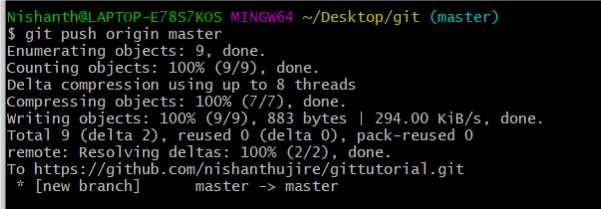 Nishanth@LAPTOP-E78S7KOS MINGW64 ~/Desktop/git (master)
$ git push origin master
Enumerating objects: 9, done.
Counting objects: 100% (9/9), done.
Delta compression using up to 8 threads
Compressing objects: 100% (7/7), done.
Writing objects: 100% (9/9), 883 bytes | 294.00 KiB/s, done.
Total 9 (delta 2), reused 0 (delta 0), pack-reused 0
remote: Resolving deltas: 100% (2/2), done.
To https://github.com/nishanthujire/gittutorial.git
 * [new branch]      master -> master